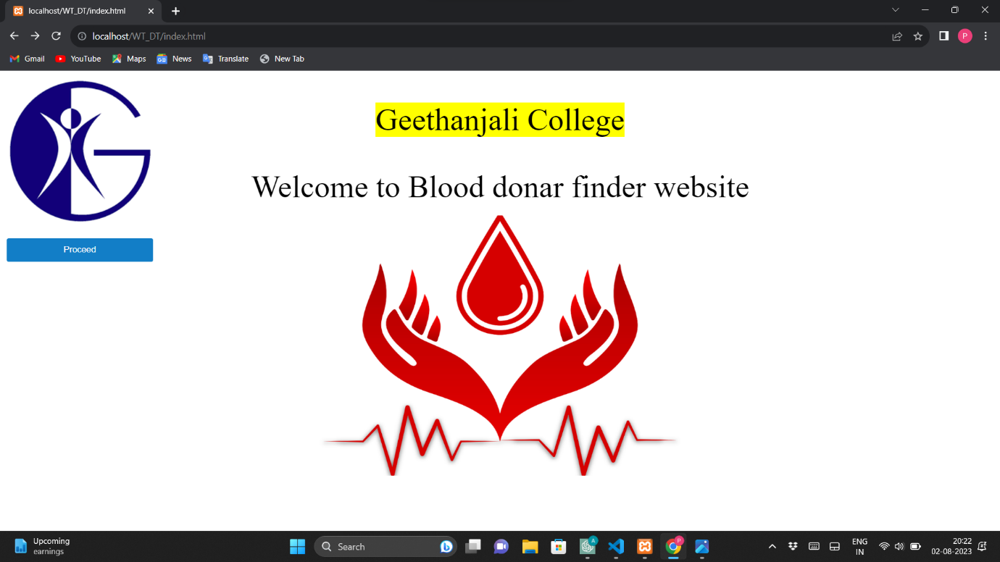 localhost/WT_DT/index.html
localhost/WT_DT/index.html
P
Gmail YouTube Maps News Translate New Tab
G
Geethanjali College
Welcome to Blood donar finder website
Proceed
Upcoming
earnings
Search
A
P
ENG
IN
20:22
02-08-2023